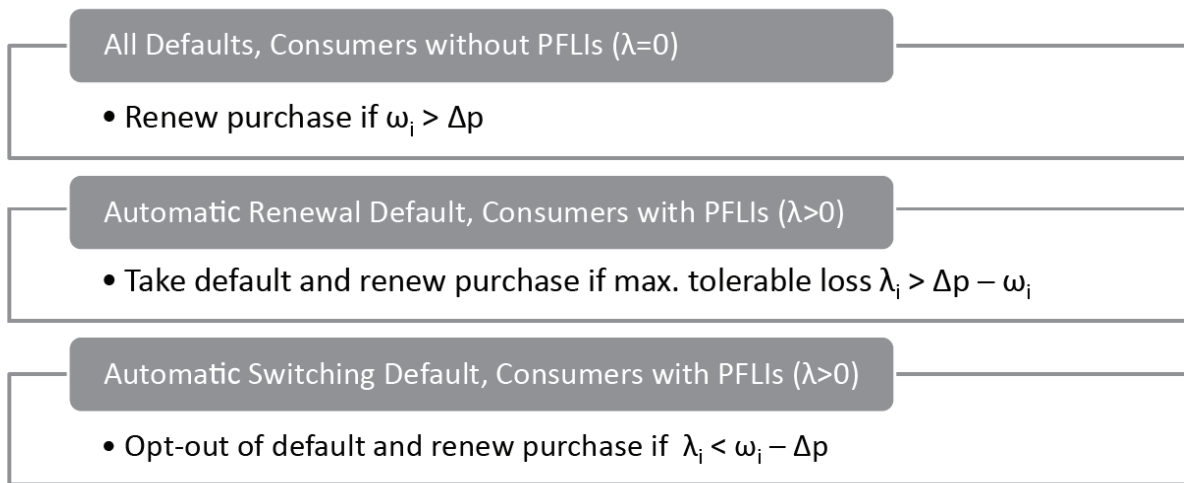 All Defaults, Consumers without PFLIs (λ=0)
• Renew purchase if ωi > Δp
Automatic Renewal Default, Consumers with PFLIs (λ>0)
• Take default and renew purchase if max. tolerable loss λi > Δp – ωi
Automatic Switching Default, Consumers with PFLIs (λ>0)
• Opt-out of default and renew purchase if λi < ωi – Δp